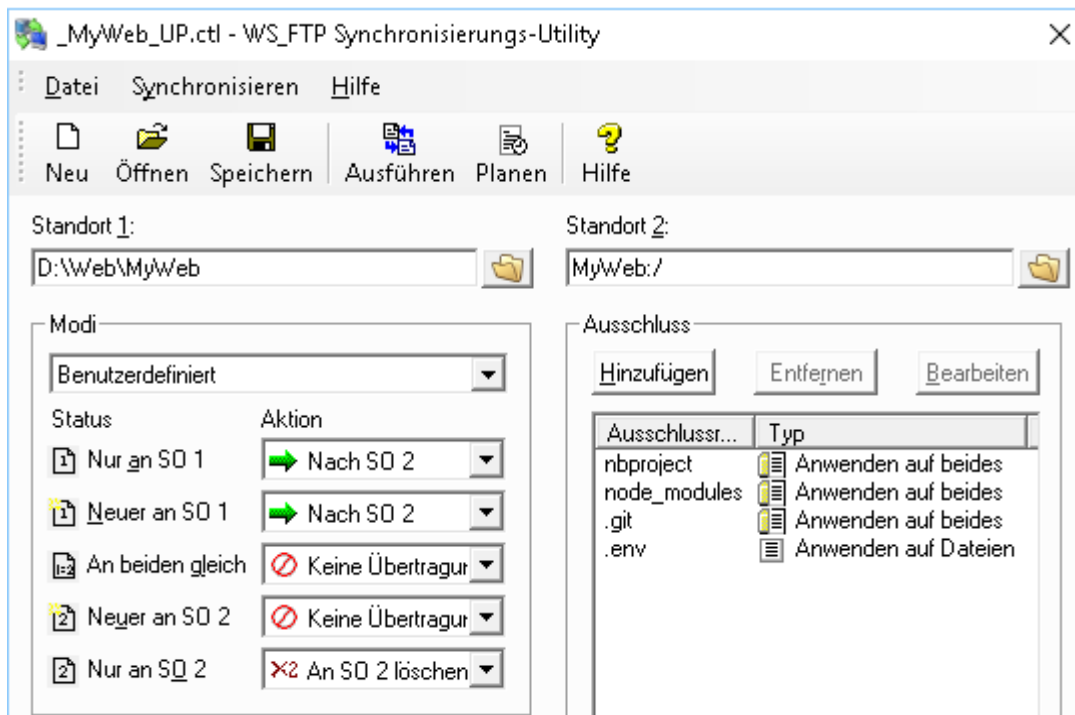 _MyWeb_UP.ctl - WS_FTP Synchronisierungs-Utility
Datei Synchronisieren Hilfe
Neu Öffnen Speichern Ausführen Planen Hilfe
Standort 1:
D:\Web\MyWeb
Standort 2:
MyWeb:/
Modi
Benutzerdefiniert
Status Aktion
Nur an SO 1 Nach SO 2
Neuer an SO 1 Nach SO 2
An beiden gleich Keine Übertragur
Neuer an SO 2 Keine Übertragur
Nur an SO 2 An SO 2 löschen
Ausschluss
Hinzufügen Entfernen Bearbeiten
Ausschlussr... Typ
nbproject Anwenden auf beides
node_modules Anwenden auf beides
.git Anwenden auf beides
.env Anwenden auf Dateien